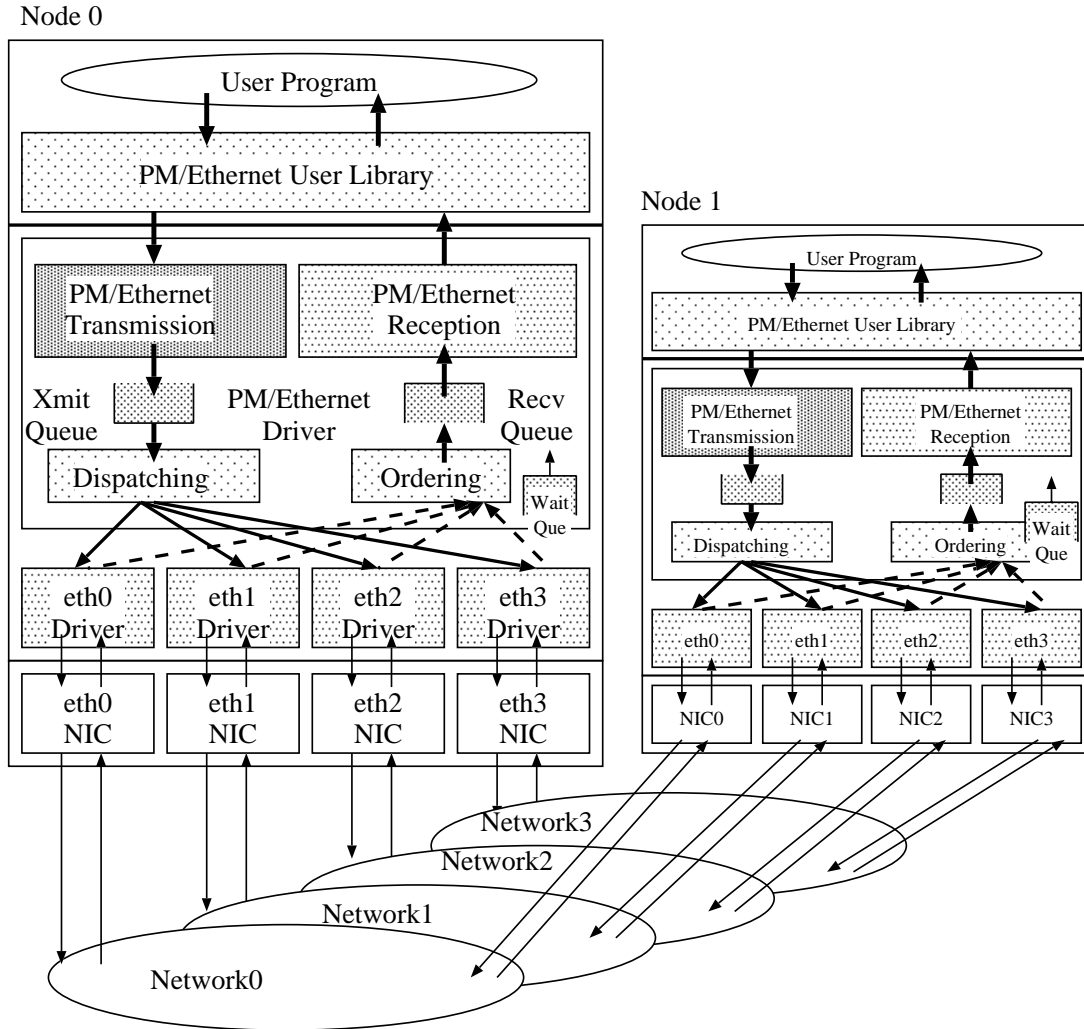 Node 0
User Program
PM/Ethernet User Library
PM/Ethernet
Transmission
PM/Ethernet
Reception
Xmit
Queue
PM/Ethernet
Driver
Recv
Queue
Dispatching
Ordering
Wait
Que
eth0
Driver
eth1
Driver
eth2
Driver
eth3
Driver
eth0
NIC
eth1
NIC
eth2
NIC
eth3
NIC
Node 1
User Program
PM/Ethernet User Library
PM/Ethernet
Transmission
PM/Ethernet
Reception
Dispatching
Ordering
Wait
Que
eth0
eth1
eth2
eth3
NIC0
NIC1
NIC2
NIC3
Network3
Network2
Network1
Network0